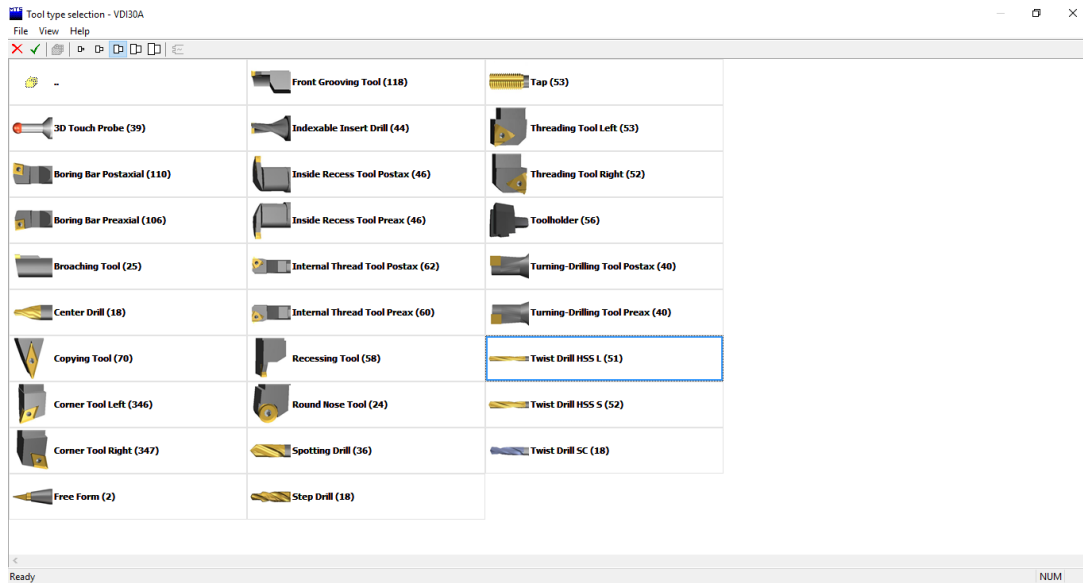 MTS
Tool type selection - VDI30A
File View Help
..
3D Touch Probe (39)
Boring Bar Postaxial (110)
Boring Bar Preaxial (106)
Broaching Tool (25)
Center Drill (18)
Copying Tool (70)
Corner Tool Left (346)
Corner Tool Right (347)
Free Form (2)
Front Grooving Tool (118)
Indexable Insert Drill (44)
Inside Recess Tool Postax (46)
Inside Recess Tool Preax (46)
Internal Thread Tool Postax (62)
Internal Thread Tool Preax (60)
Recessing Tool (58)
Round Nose Tool (24)
Spotting Drill (36)
Step Drill (18)
Tap (53)
Threading Tool Left (53)
Threading Tool Right (52)
Toolholder (56)
Turning-Drilling Tool Postax (40)
Turning-Drilling Tool Preax (40)
Twist Drill HSS L (51)
Twist Drill HSS S (52)
Twist Drill SC (18)
Ready
NUM